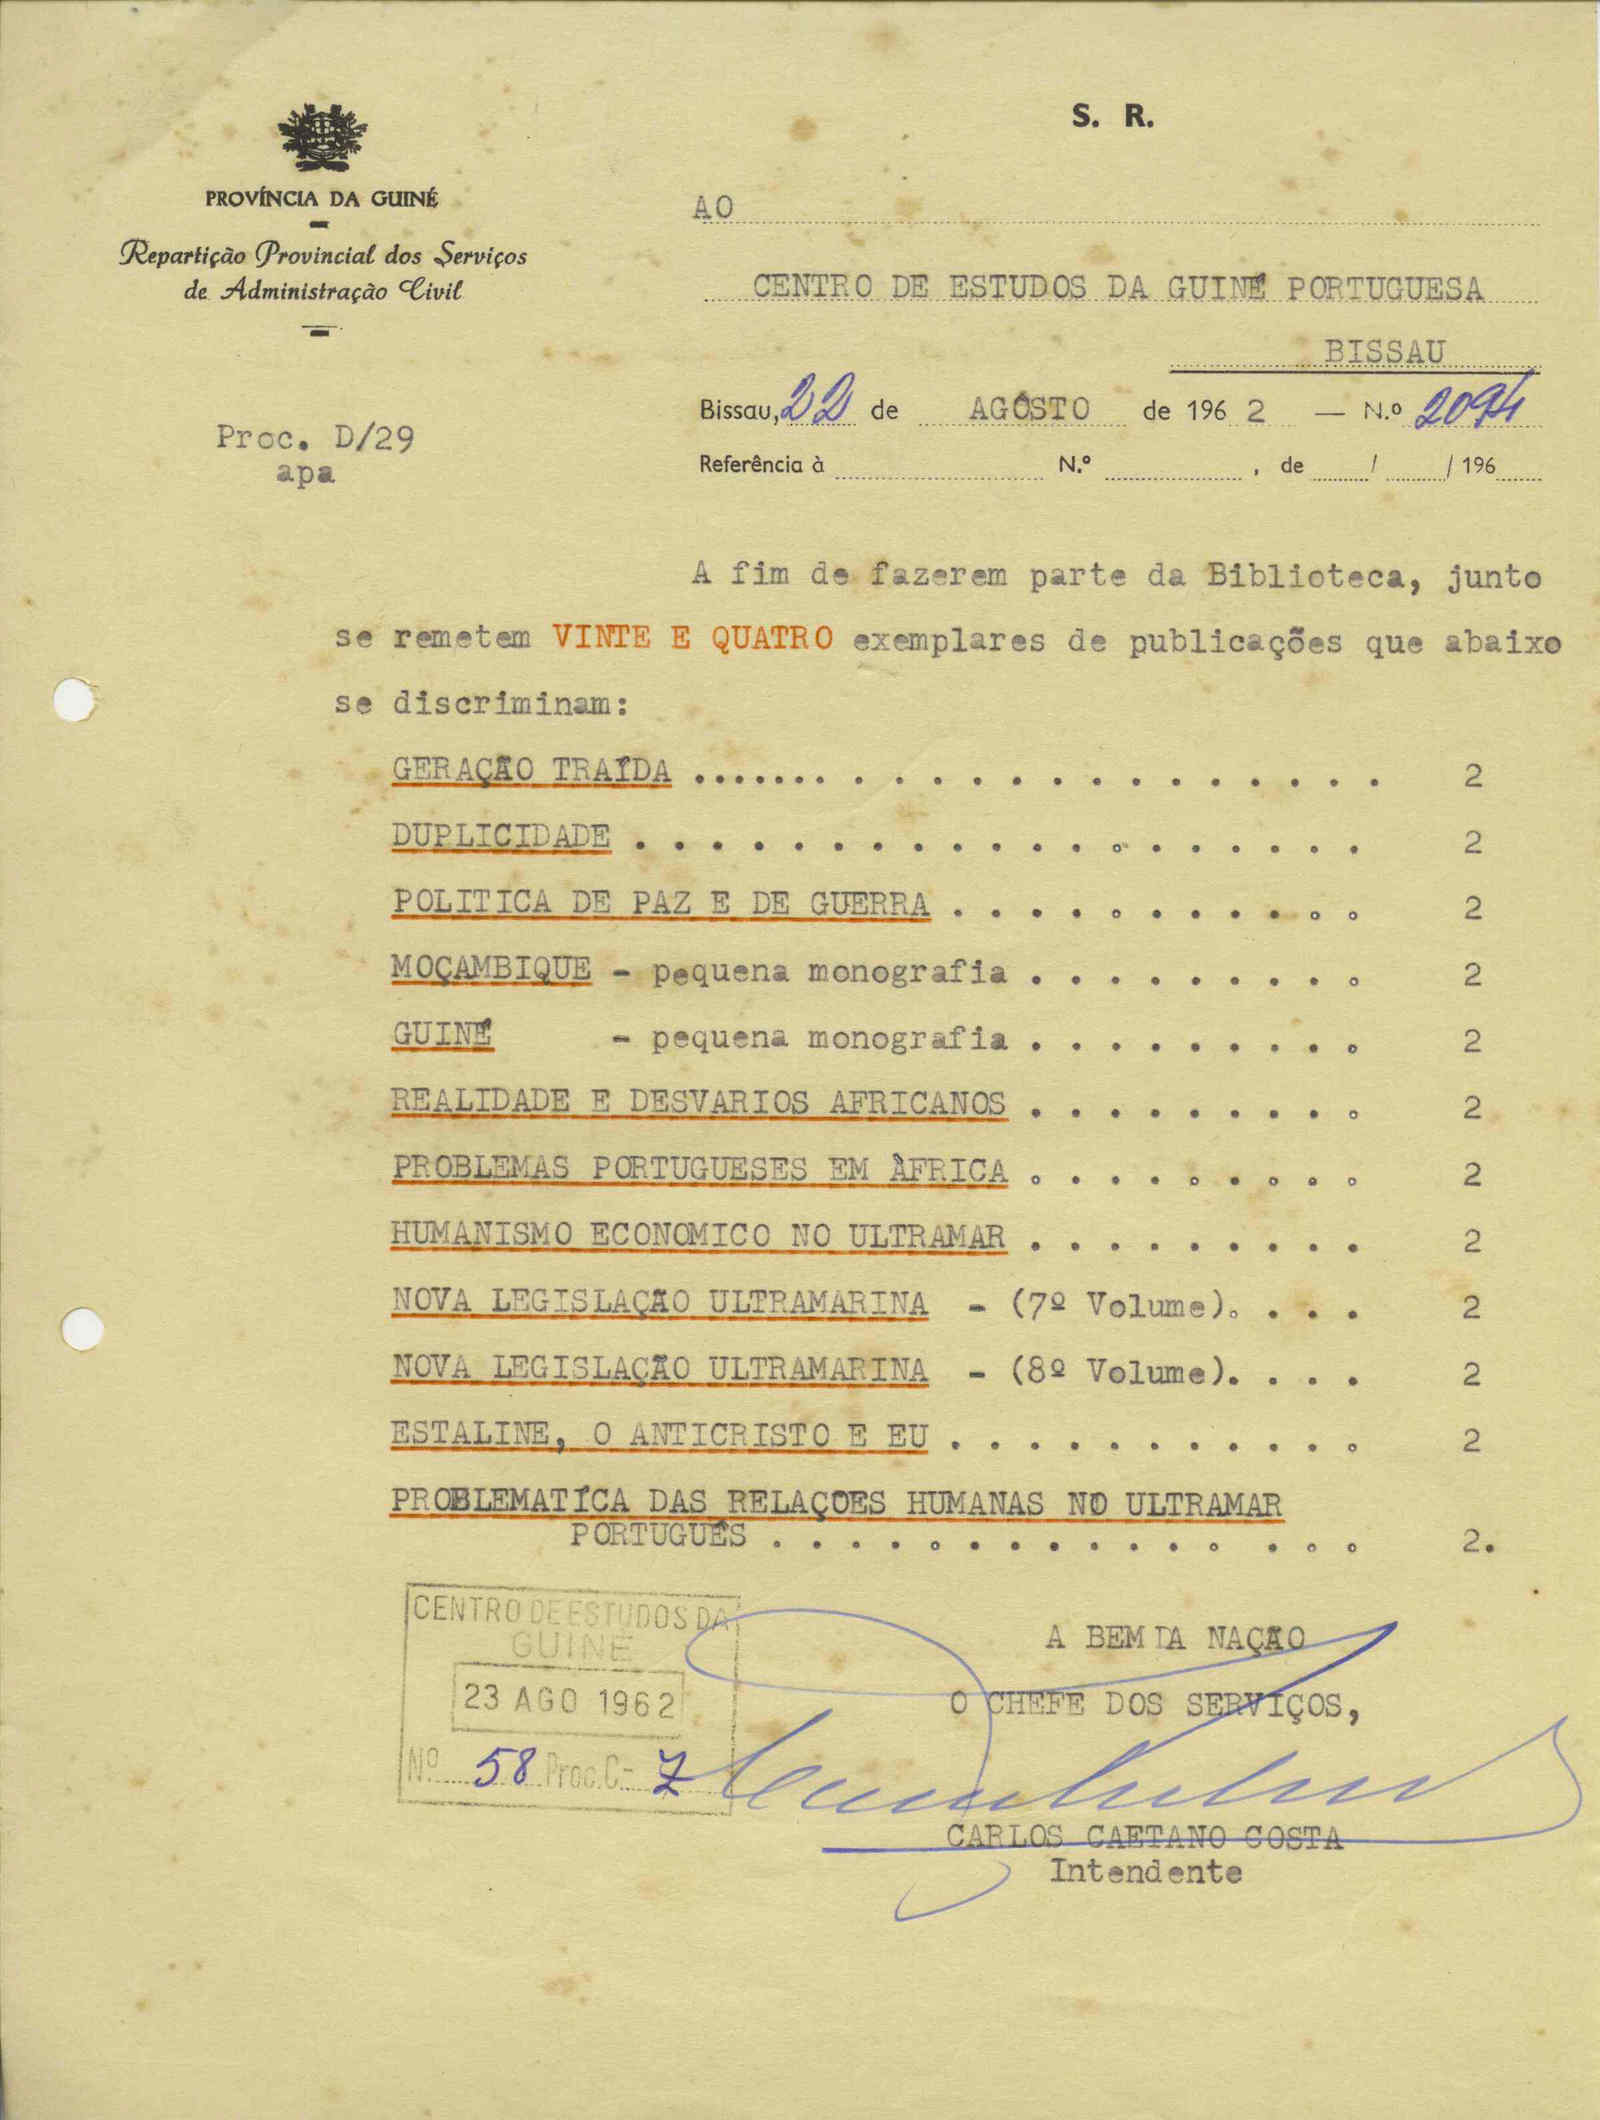 S. R.
PROVÍNCIA DA GUINÉ
Repartição Provincial dos Serviços
de Administração Civil
AO
CENTRO DE ESTUDOS DA GUINÉ PORTUGUESA
BISSAU
Bissau, 22 de AGÔSTO de 196 2 — N.º 2094
Proc. D/29
apa
Referência à N.º , de / / 196
A fim de fazerem parte da Biblioteca, junto
se remetem VINTE E QUATRO exemplares de publicações que abaixo
se discriminam:
GERAÇÃO TRAÍDA ....... . . . . . . . . . . . . . . 2
DUPLICIDADE . . . . . . . . . . . . . . . . . . . 2
POLITICA DE PAZ E DE GUERRA . . . . . . . . . . . 2
MOÇAMBIQUE - pequena monografia . . . . . . . . . 2
GUINÉ - pequena monografia . . . . . . . . . 2
REALIDADE E DESVARIOS AFRICANOS . . . . . . . . . 2
PROBLEMAS PORTUGUESES EM ÀFRICA . . . . . . . . . 2
HUMANISMO ECONOMICO NO ULTRAMAR . . . . . . . . . 2
NOVA LEGISLAÇÃO ULTRAMARINA - (7º Volume). . . . 2
NOVA LEGISLAÇÃO ULTRAMARINA - (8º Volume). . . . 2
ESTALINE, O ANTICRISTO E EU . . . . . . . . . . . 2
PROBLEMATÍCA DAS RELAÇOES HUMANAS NO ULTRAMAR
PORTUGUÊS . . . . . . . . . . . . . . . 2.
CENTRO DE ESTUDOS DA
GUINÉ
23 AGO 1962
Nº 58 Proc. C.- 7
A BEM DA NAÇÃO
O CHEFE DOS SERVIÇOS,
CARLOS CAETANO COSTA
Intendente